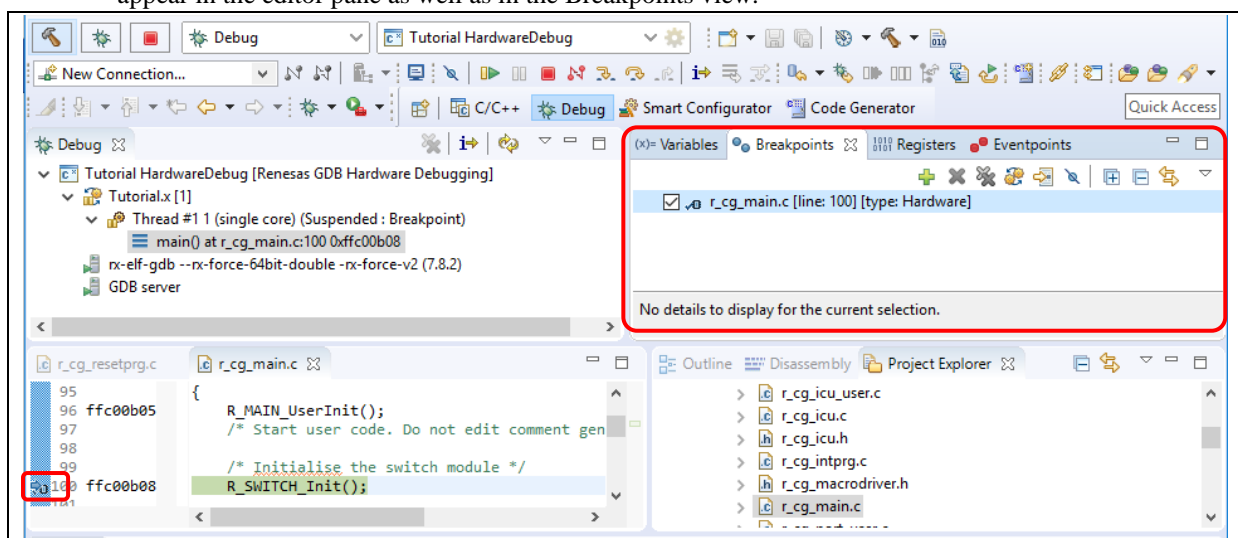 appear in the editor pane as well as in the Breakpoints view.
Debug Tutorial HardwareDebug
New Connection...
C/C++ Debug Smart Configurator Code Generator Quick Access
Debug
(x)= Variables Breakpoints Registers Eventpoints
Tutorial HardwareDebug [Renesas GDB Hardware Debugging]
Tutorial.x [1]
Thread #1 1 (single core) (Suspended : Breakpoint)
main() at r_cg_main.c:100 0xffc00b08
rx-elf-gdb --rx-force-64bit-double -rx-force-v2 (7.8.2)
GDB server
r_cg_main.c [line: 100] [type: Hardware]
No details to display for the current selection.
r_cg_resetprg.c r_cg_main.c
95 {
96 ffc00b05 R_MAIN_UserInit();
97 /* Start user code. Do not edit comment gen
98
99 /* Initialise the switch module */
100 ffc00b08 R_SWITCH_Init();
101
Outline Disassembly Project Explorer
r_cg_icu_user.c
r_cg_icu.c
r_cg_icu.h
r_cg_intprg.c
r_cg_macrodriver.h
r_cg_main.c